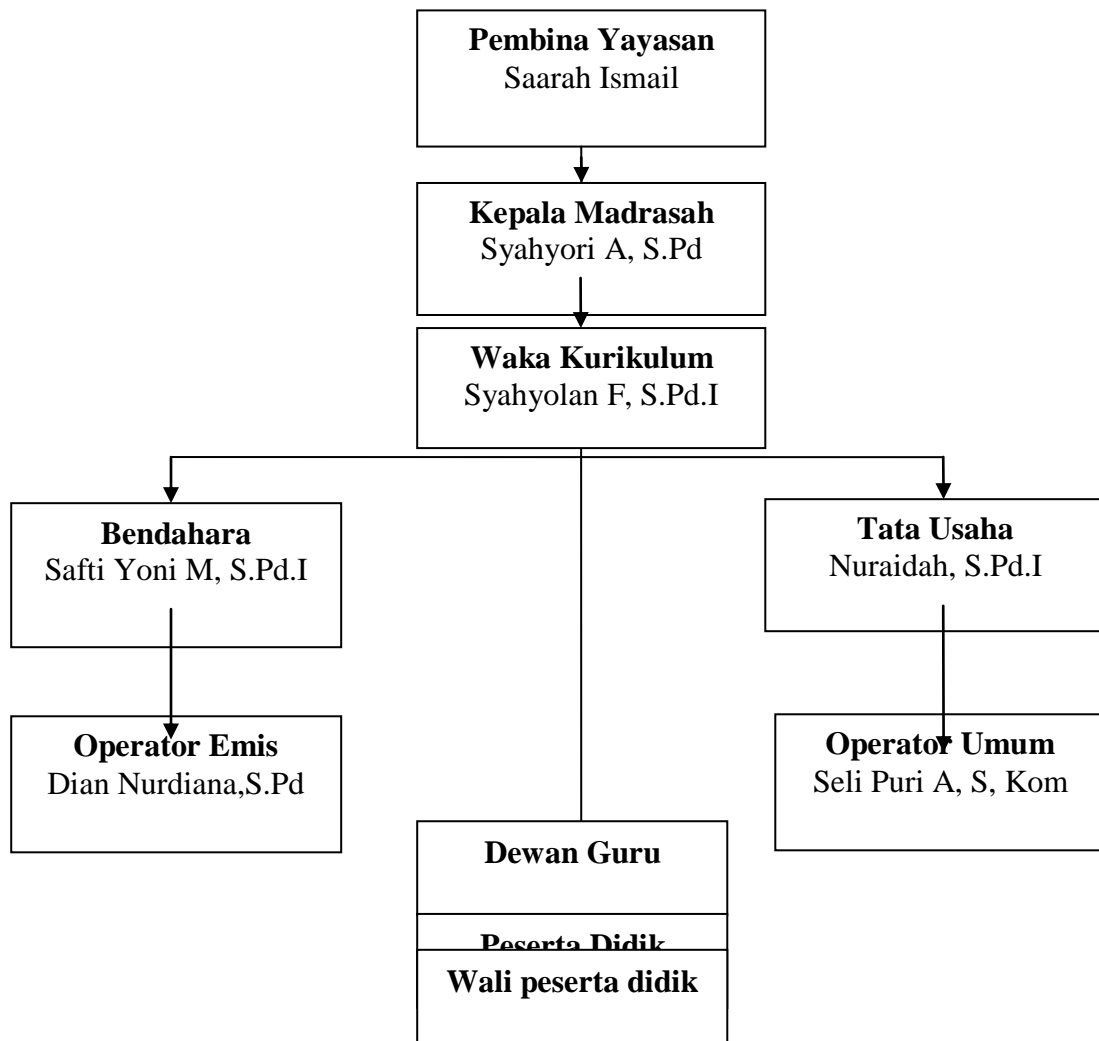 Pembina Yayasan
Saarah Ismail
Kepala Madrasah
Syahyori A, S.Pd
Waka Kurikulum
Syahyolan F, S.Pd.I
Bendahara
Safti Yoni M, S.Pd.I
Tata Usaha
Nuraidah, S.Pd.I
Operator Emis
Dian Nurdiana,S.Pd
Operator Umum
Seli Puri A, S, Kom
Dewan Guru
Peserta Didik
Wali peserta didik